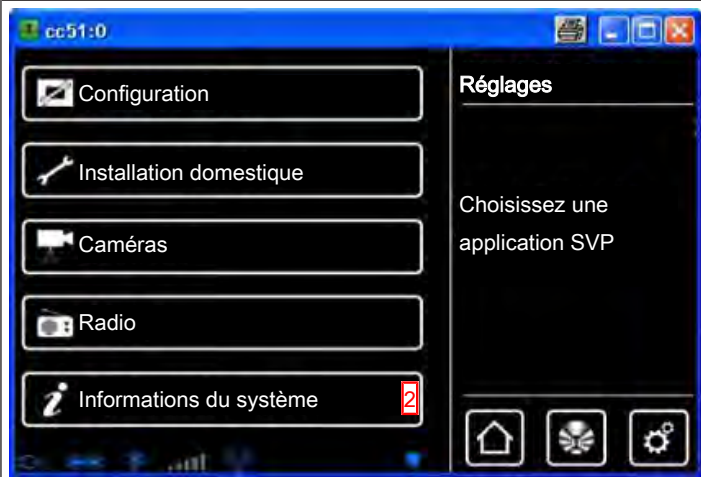 cc51:0
Configuration
Installation domestique
Caméras
Radio
Informations du système 2
Réglages
Choisissez une
application SVP